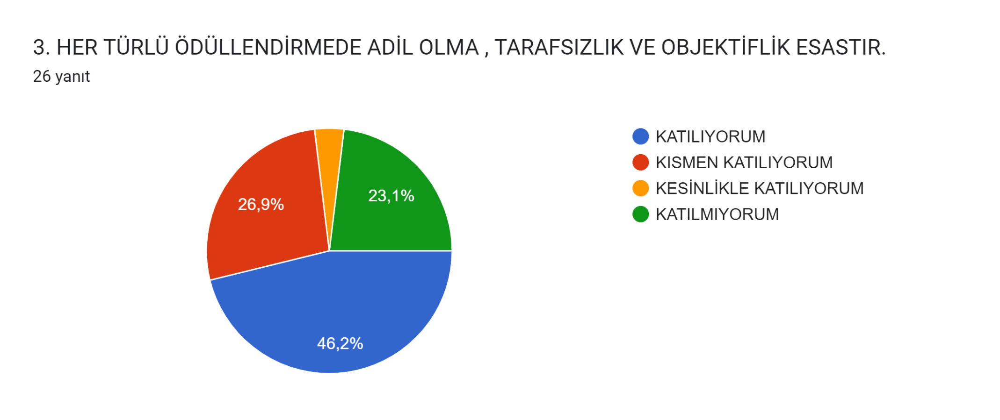 3. HER TÜRLÜ ÖDÜLLENDİRMEDE ADİL OLMA , TARAFSIZLIK VE OBJEKTİFLİK ESASTIR.
26 yanıt
KATILIYORUM
KISMEN KATILIYORUM
KESİNLİKLE KATILIYORUM
KATILMIYORUM
23,1%
26,9%
46,2%